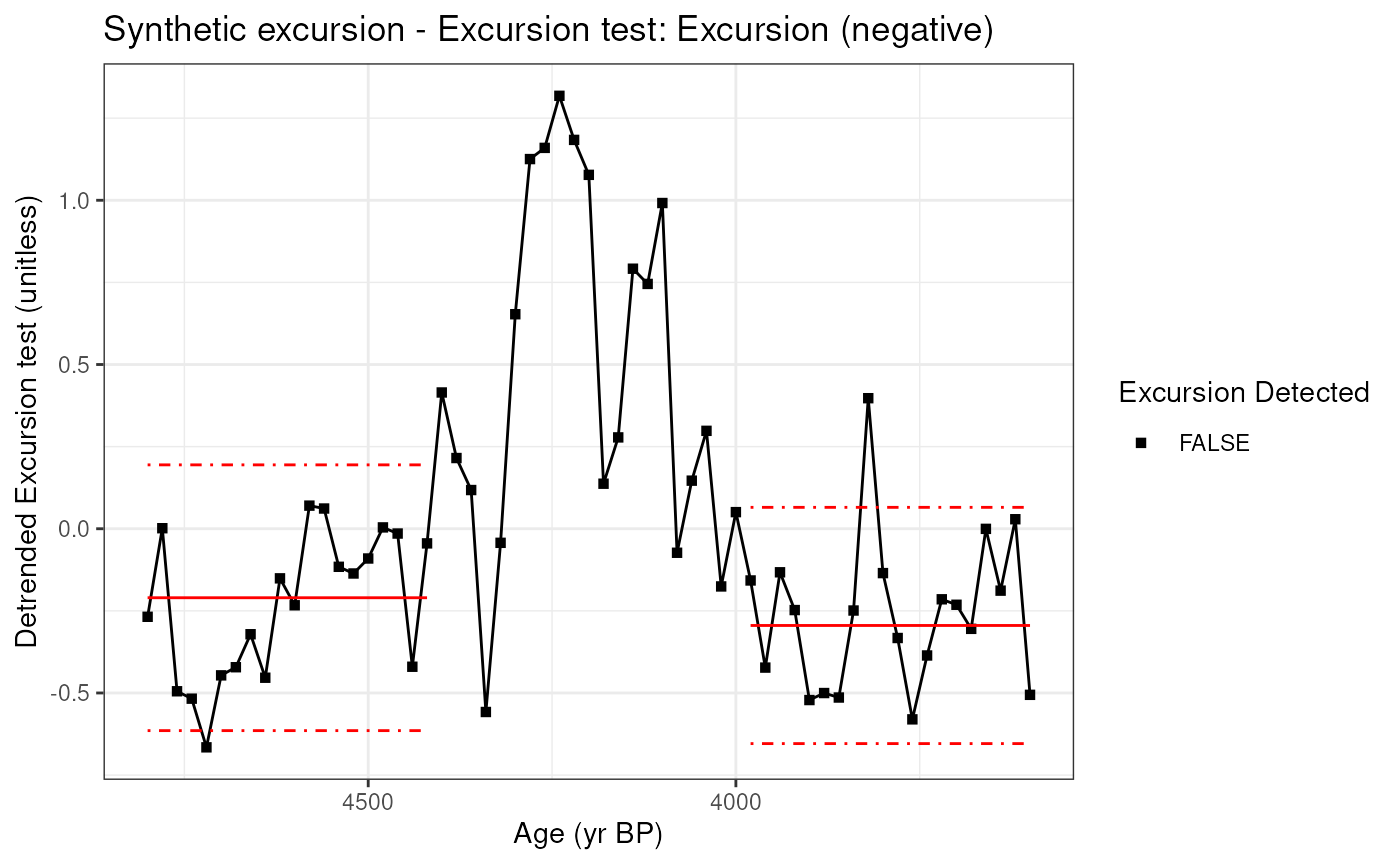 Synthetic excursion - Excursion test: Excursion (negative)
Detrended Excursion test (unitless)
1.0
0.5
0.0
-0.5
4500
4000
Age (yr BP)
Excursion Detected
FALSE